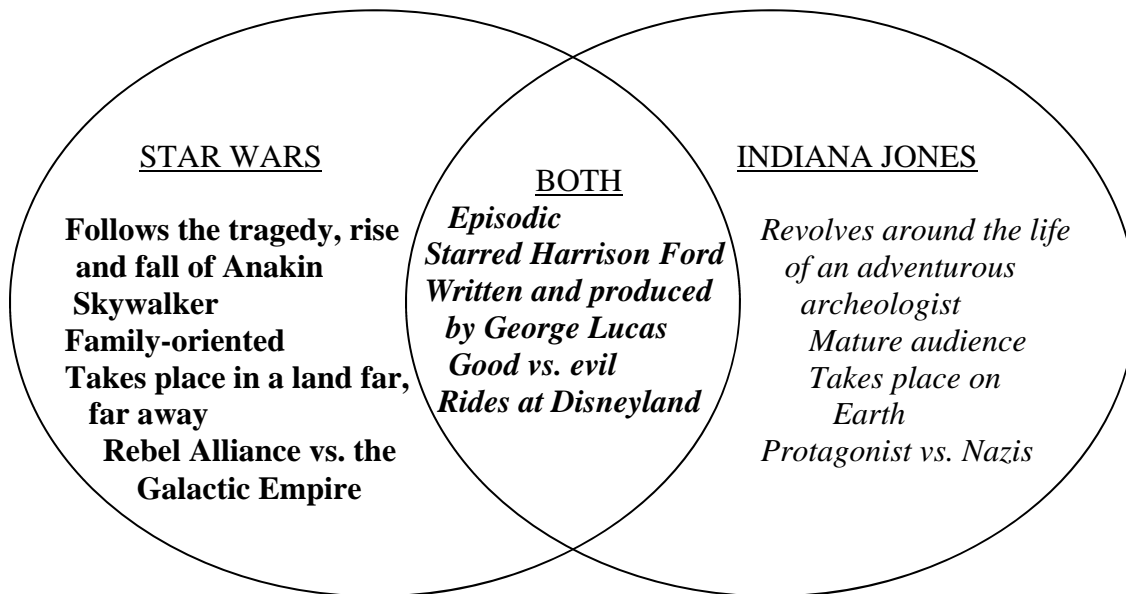 STAR WARS
Follows the tragedy, rise
and fall of Anakin
Skywalker
Family-oriented
Takes place in a land far,
far away
Rebel Alliance vs. the
Galactic Empire
BOTH
Episodic
Starred Harrison Ford
Written and produced
by George Lucas
Good vs. evil
Rides at Disneyland
INDIANA JONES
Revolves around the life
of an adventurous
archeologist
Mature audience
Takes place on
Earth
Protagonist vs. Nazis